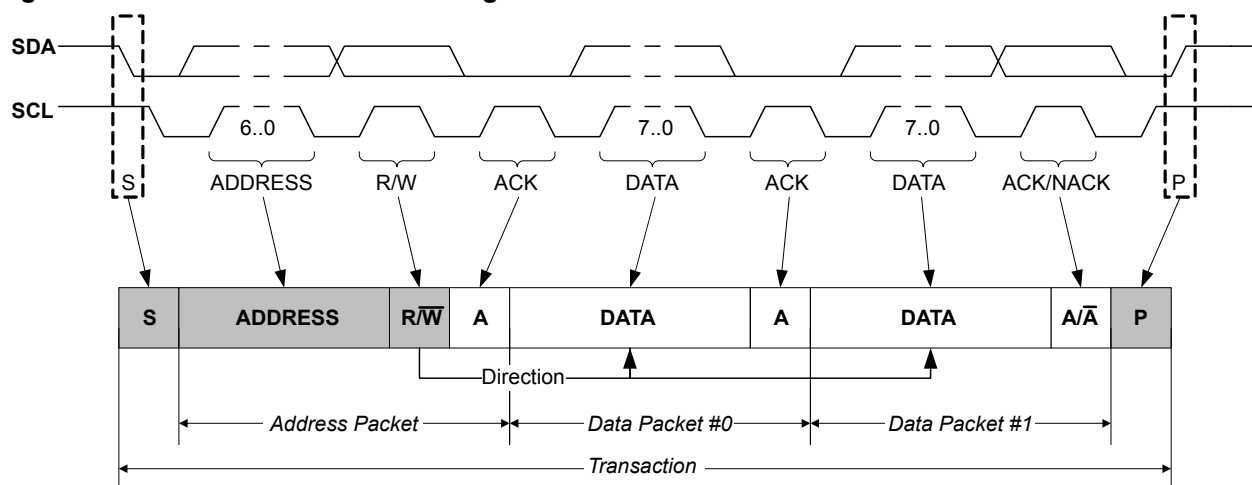 SDA
SCL
6..0 7..0 7..0
S ADDRESS R/W ACK DATA ACK DATA ACK/NACK P
S ADDRESS R/W̅ A DATA A DATA A/A̅ P
Direction
Address Packet Data Packet #0 Data Packet #1
Transaction